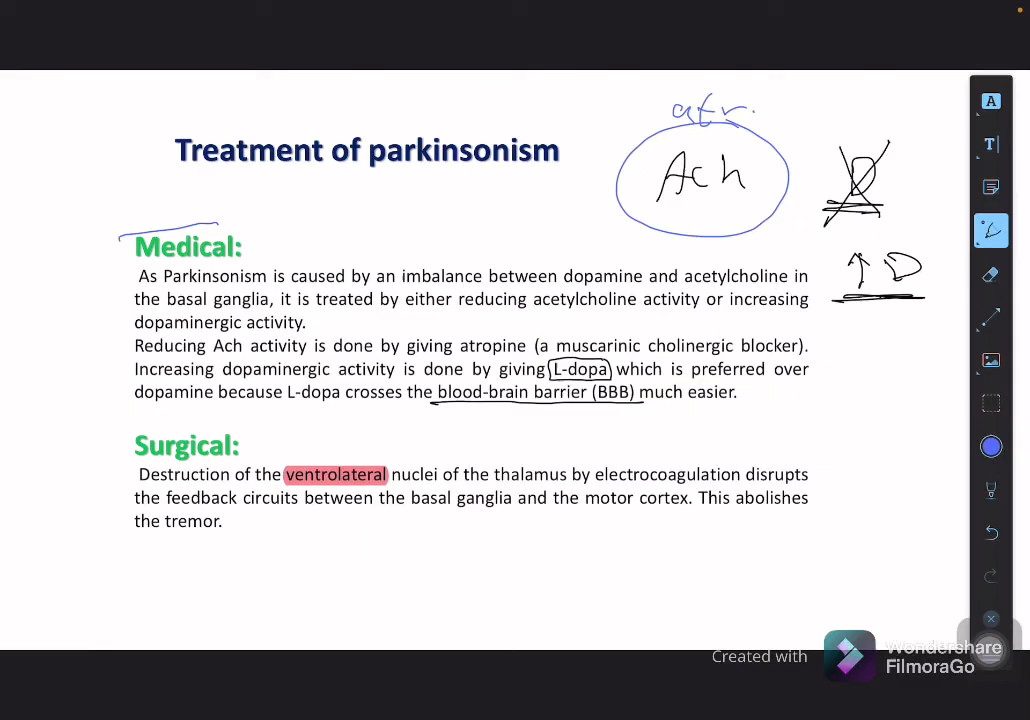 atr.
Treatment of parkinsonism
Ach
D
↑ D
Medical:
As Parkinsonism is caused by an imbalance between dopamine and acetylcholine in
the basal ganglia, it is treated by either reducing acetylcholine activity or increasing
dopaminergic activity.
Reducing Ach activity is done by giving atropine (a muscarinic cholinergic blocker).
Increasing dopaminergic activity is done by giving L-dopa which is preferred over
dopamine because L-dopa crosses the blood-brain barrier (BBB) much easier.
Surgical:
Destruction of the ventrolateral nuclei of the thalamus by electrocoagulation disrupts
the feedback circuits between the basal ganglia and the motor cortex. This abolishes
the tremor.
A
T
Created with
Wondershare
FilmoraGo